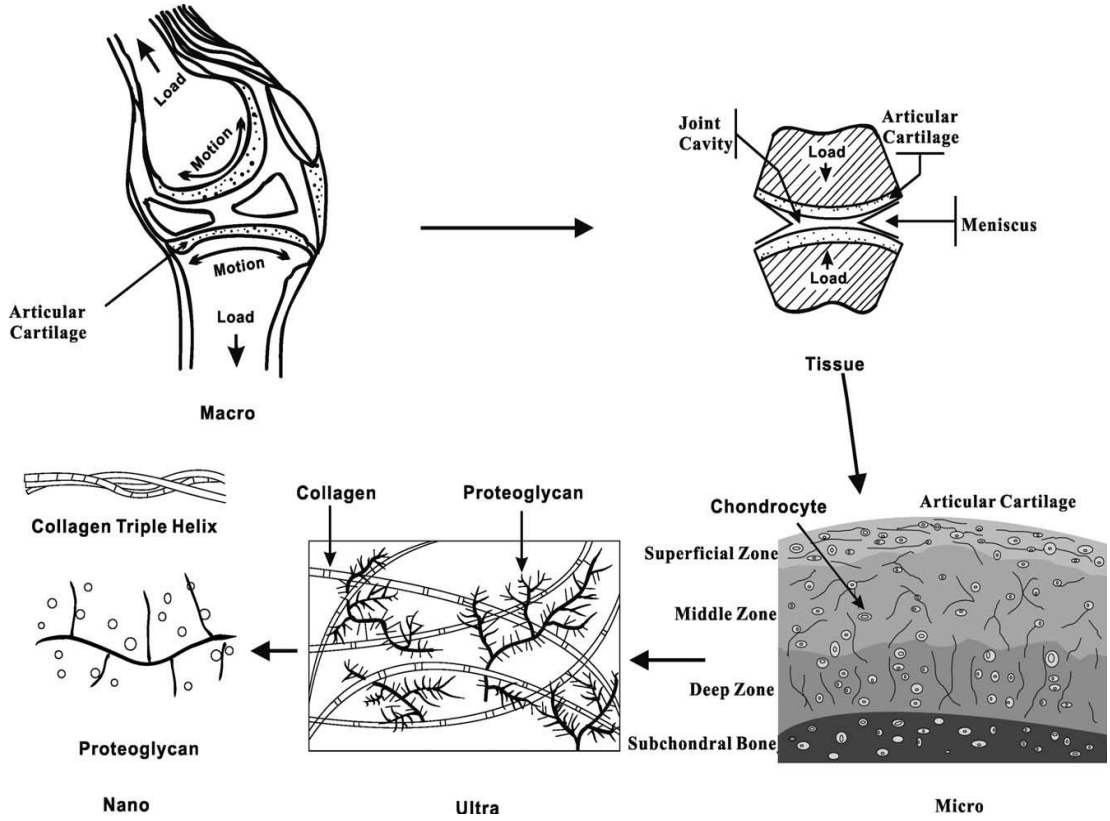 Load
Motion
Motion
Load
Articular
Cartilage
Macro
Joint
Cavity
Articular
Cartilage
Load
Meniscus
Load
Tissue
Articular Cartilage
Chondrocyte
Superficial Zone
Middle Zone
Deep Zone
Subchondral Bone
Micro
Collagen
Proteoglycan
Ultra
Collagen Triple Helix
Proteoglycan
Nano